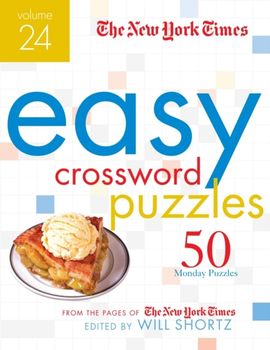 volume
24
The New York Times
easy
crossword
puzzles
50
Monday Puzzles
FROM THE PAGES OF The New York Times
EDITED BY WILL SHORTZ